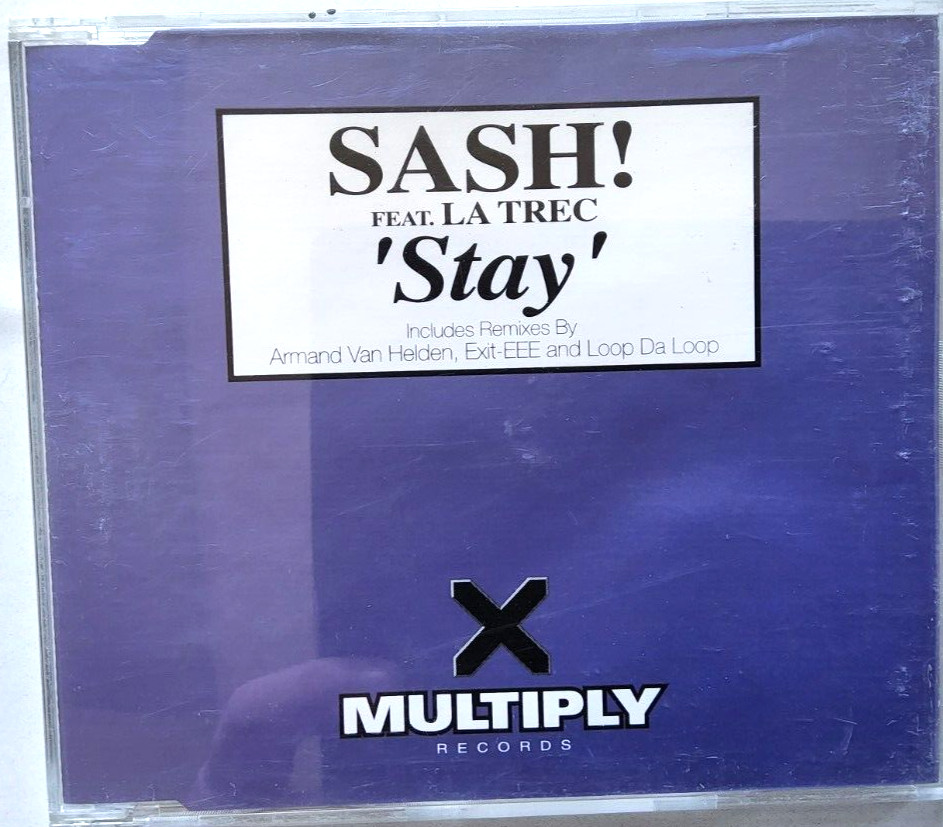 SASH!
FEAT. LA TREC
'Stay'
Includes Remixes By
Armand Van Helden, Exit-EEE and Loop Da Loop
X
MULTIPLY
RECORDS